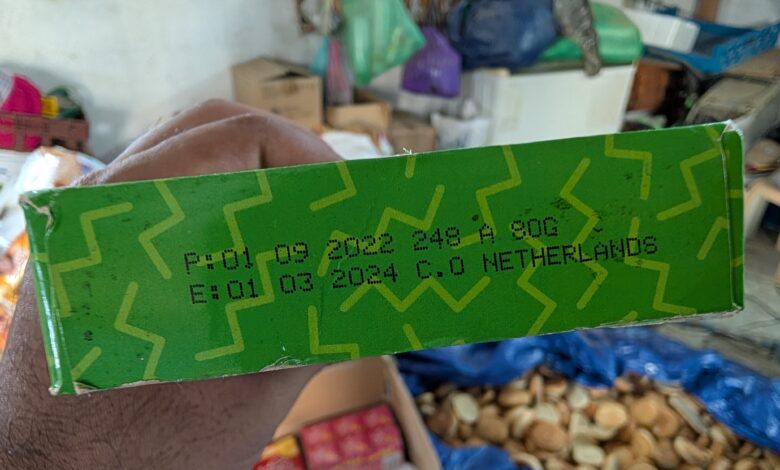 P:01 09 2022 248 A 80G
E:01 03 2024 C.O NETHERLANDS